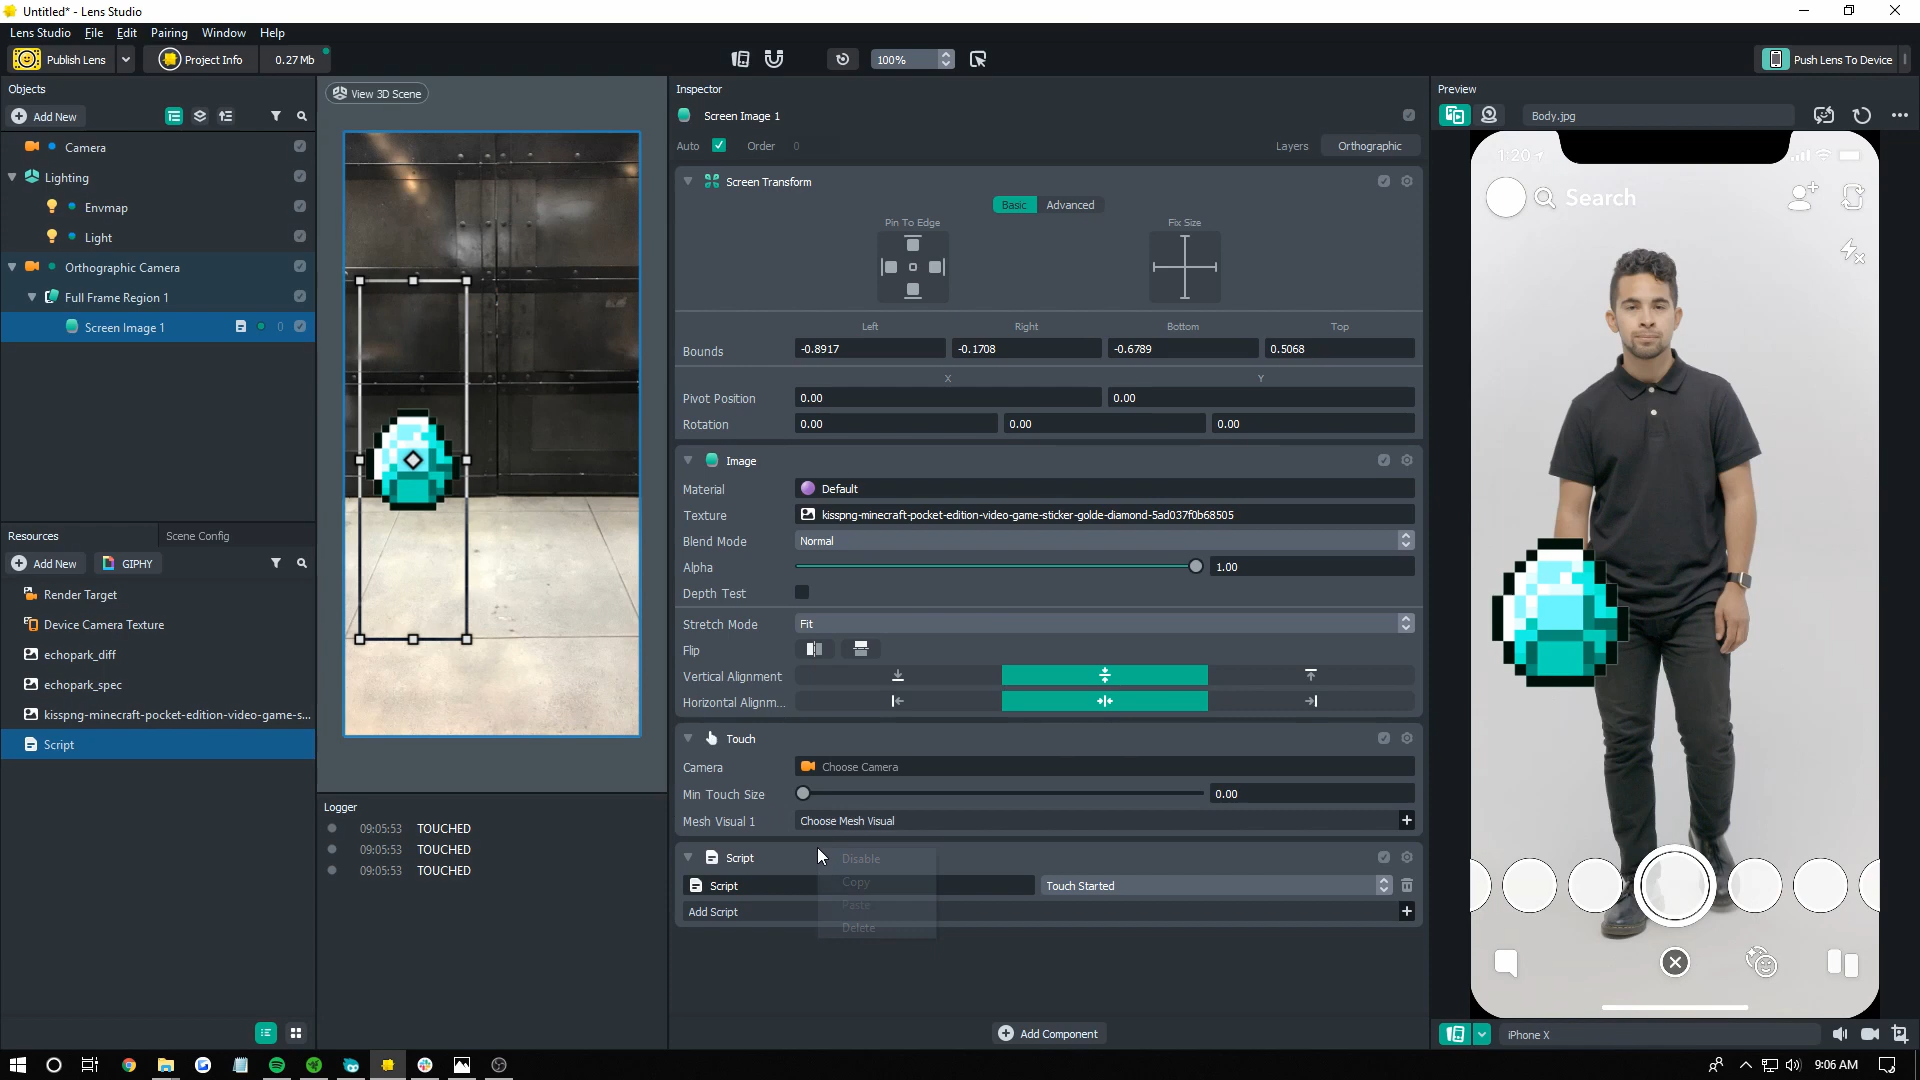 Untitled* - Lens Studio
Lens Studio File Edit Pairing Window Help
Publish Lens Project Info 0.27 Mb 100% Push Lens To Device
Objects
Add New
Camera
Lighting
Envmap
Light
Orthographic Camera
Full Frame Region 1
Screen Image 1 0
Resources Scene Config
Add New GIPHY
Render Target
Device Camera Texture
echopark_diff
echopark_spec
kisspng-minecraft-pocket-edition-video-game-s...
Script
View 3D Scene
Logger
09:05:53 TOUCHED
09:05:53 TOUCHED
09:05:53 TOUCHED
Inspector
Screen Image 1
Auto Order 0 Layers Orthographic
Screen Transform
Basic Advanced
Pin To Edge Fix Size
Left Right Bottom Top
Bounds -0.8917 -0.1708 -0.6789 0.5068
X Y
Pivot Position 0.00 0.00
Rotation 0.00 0.00 0.00
Image
Material Default
Texture kisspng-minecraft-pocket-edition-video-game-sticker-golde-diamond-5ad037f0b68505
Blend Mode Normal
Alpha 1.00
Depth Test
Stretch Mode Fit
Flip
Vertical Alignment
Horizontal Alignm...
Touch
Camera Choose Camera
Min Touch Size 0.00
Mesh Visual 1 Choose Mesh Visual
Script
Script Touch Started
Add Script
Disable
Copy
Paste
Delete
Add Component
Preview
Body.jpg
1:20
Search
iPhone X
9:06 AM